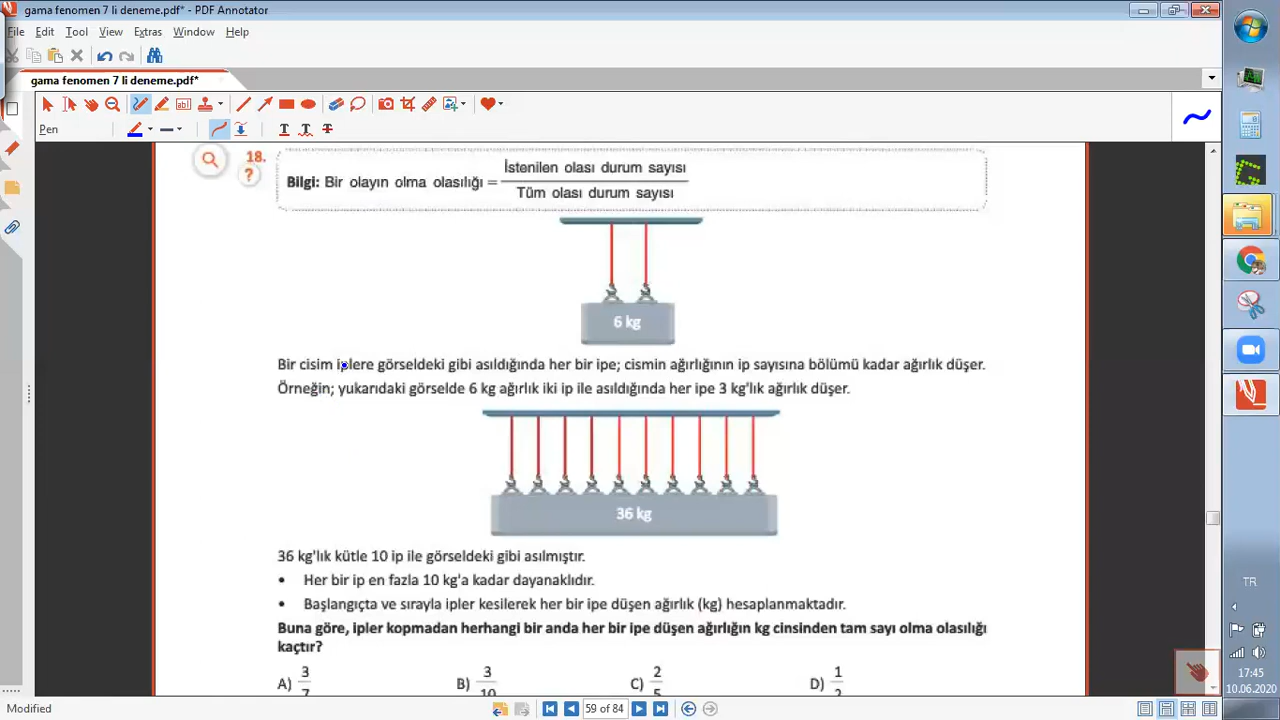 gama fenomen 7 li deneme.pdf* - PDF Annotator
File Edit Tool View Extras Window Help
gama fenomen 7 li deneme.pdf*
Pen
18.
?
Bilgi: Bir olayın olma olasılığı = İstenilen olası durum sayısı
Tüm olası durum sayısı
6 kg
Bir cisim iplere görseldeki gibi asıldığında her bir ipe; cismin ağırlığının ip sayısına bölümü kadar ağırlık düşer.
Örneğin; yukarıdaki görselde 6 kg ağırlık iki ip ile asıldığında her ipe 3 kg'lık ağırlık düşer.
36 kg
36 kg'lık kütle 10 ip ile görseldeki gibi asılmıştır.
• Her bir ip en fazla 10 kg'a kadar dayanaklıdır.
• Başlangıçta ve sırayla ipler kesilerek her bir ipe düşen ağırlık (kg) hesaplanmaktadır.
Buna göre, ipler kopmadan herhangi bir anda her bir ipe düşen ağırlığın kg cinsinden tam sayı olma olasılığı
kaçtır?
A) 3/7 B) 3/10 C) 2/5 D) 1/2
Modified
59 of 84
TR
17:45
10.06.2020